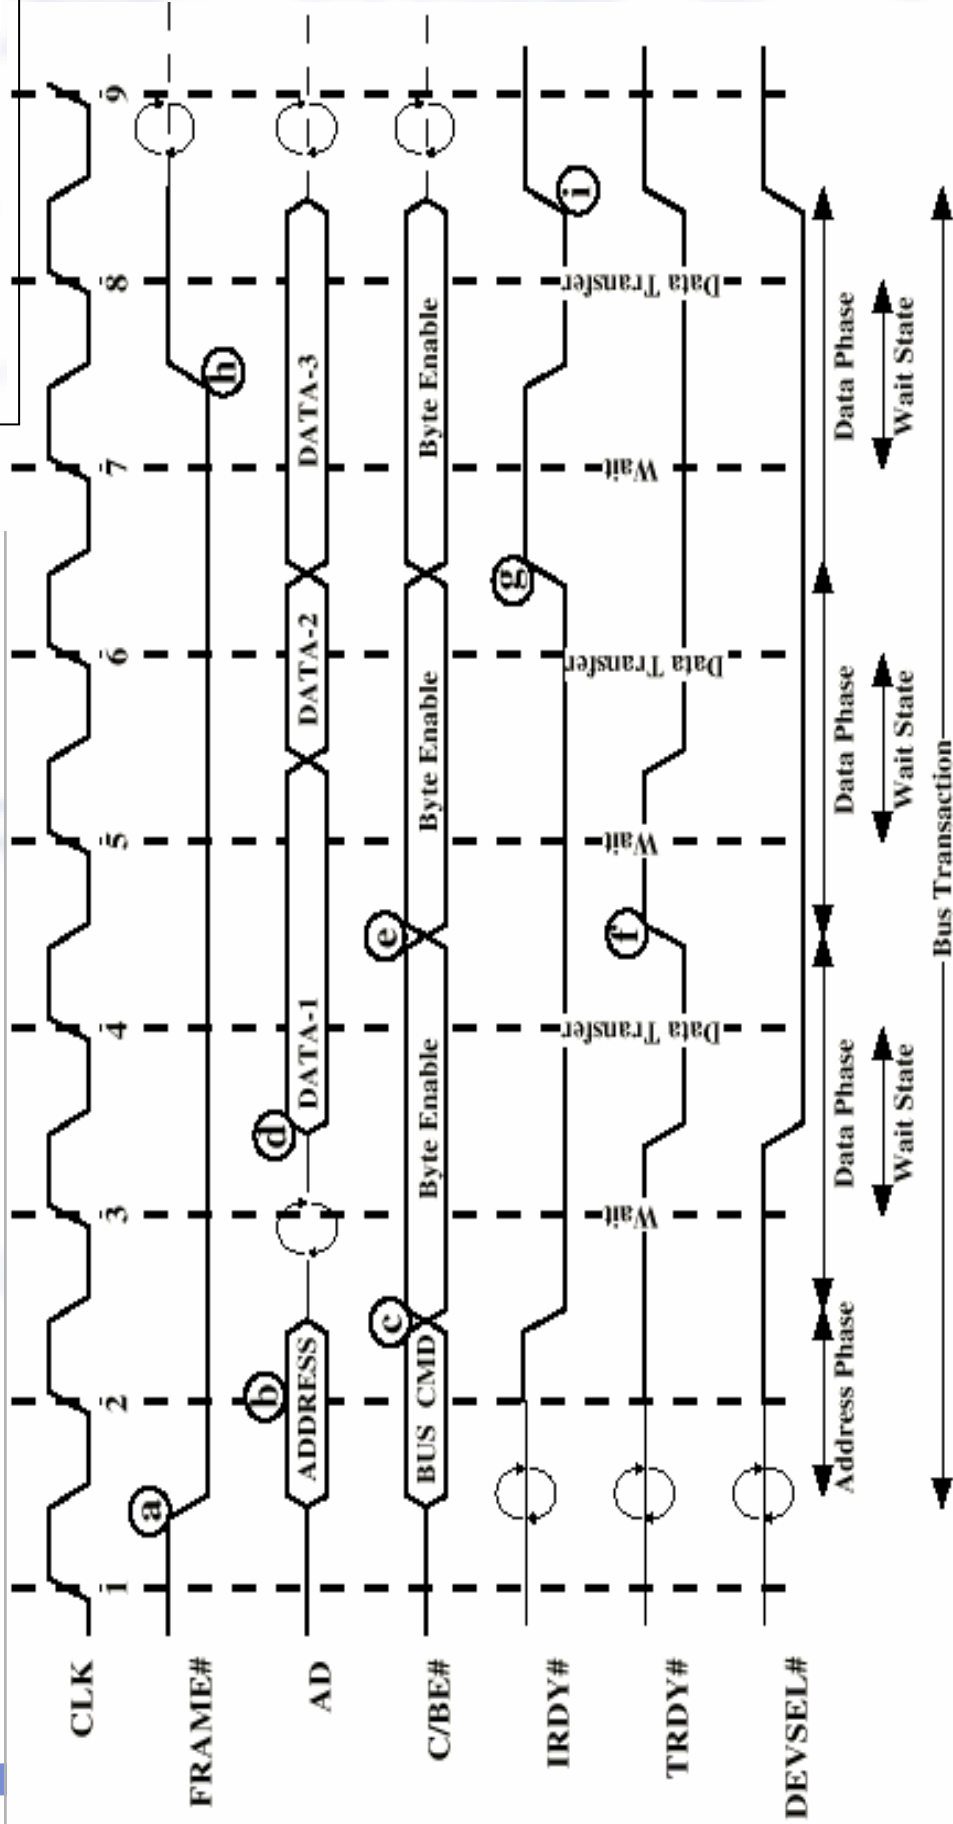 CLK
1 2 3 4 5 6 7 8 9
FRAME#
a
h
AD
b
d
ADDRESS DATA-1 DATA-2 DATA-3
C/BE#
c
e
BUS CMD Byte Enable Byte Enable Byte Enable
IRDY#
g
i
Wait Data Transfer Wait Data Transfer Wait Data Transfer
TRDY#
f
DEVSEL#
Address Phase Data Phase Data Phase Data Phase
Wait State Wait State Wait State
Bus Transaction